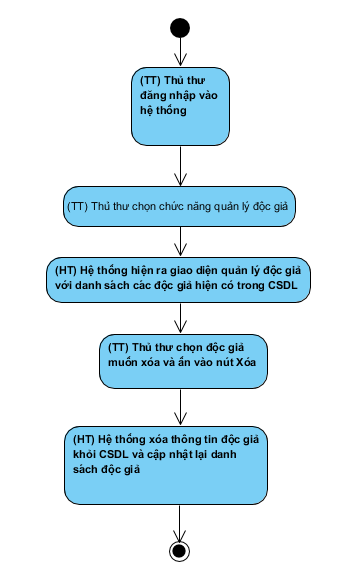 (TT) Thủ thư
đăng nhập vào
hệ thống
(TT) Thủ thư chọn chức năng quản lý độc giả
(HT) Hệ thống hiện ra giao diện quản lý độc giả
với danh sách các độc giả hiện có trong CSDL
(TT) Thủ thư chọn độc giả
muốn xóa và ấn vào nút Xóa
(HT) Hệ thống xóa thông tin độc giả
khỏi CSDL và cập nhật lại danh
sách độc giả